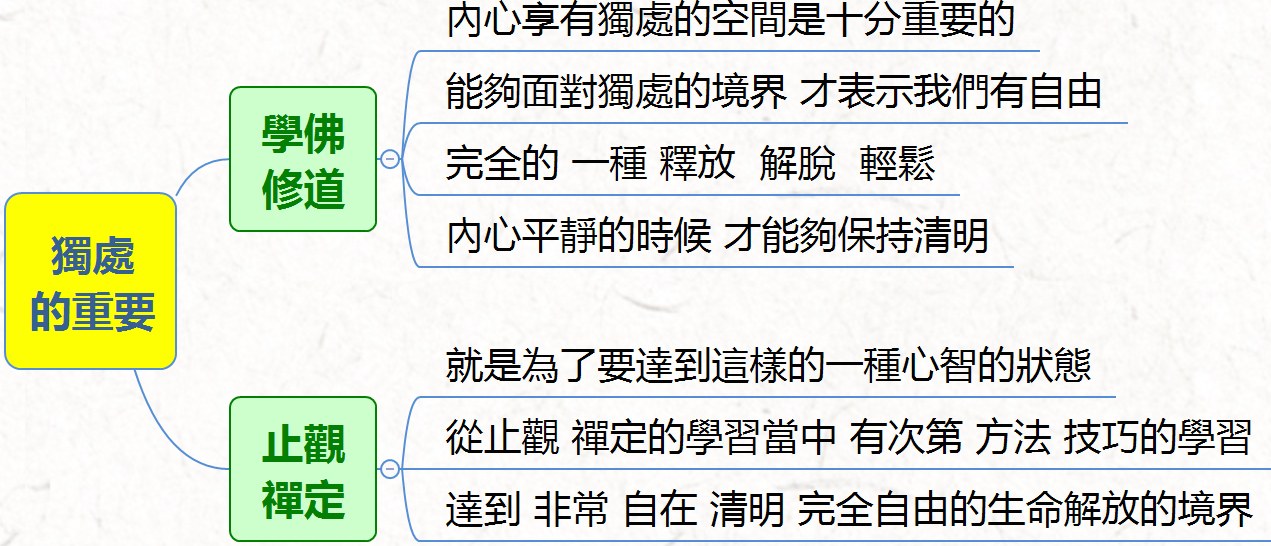 獨處
的重要
學佛
修道
內心享有獨處的空間是十分重要的
能夠面對獨處的境界 才表示我們有自由
完全的 一種 釋放 解脫 輕鬆
內心平靜的時候 才能夠保持清明
止觀
禪定
就是為了要達到這樣的一種心智的狀態
從止觀 禪定的學習當中 有次第 方法 技巧的學習
達到 非常 自在 清明 完全自由的生命解放的境界